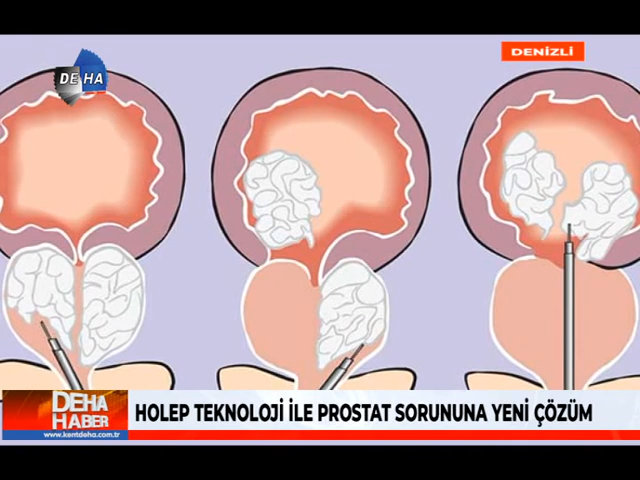 DEHA
DENİZLİ
DEHA
HABER
www.kentdeha.com.tr
HOLEP TEKNOLOJİ İLE PROSTAT SORUNUNA YENİ ÇÖZÜM